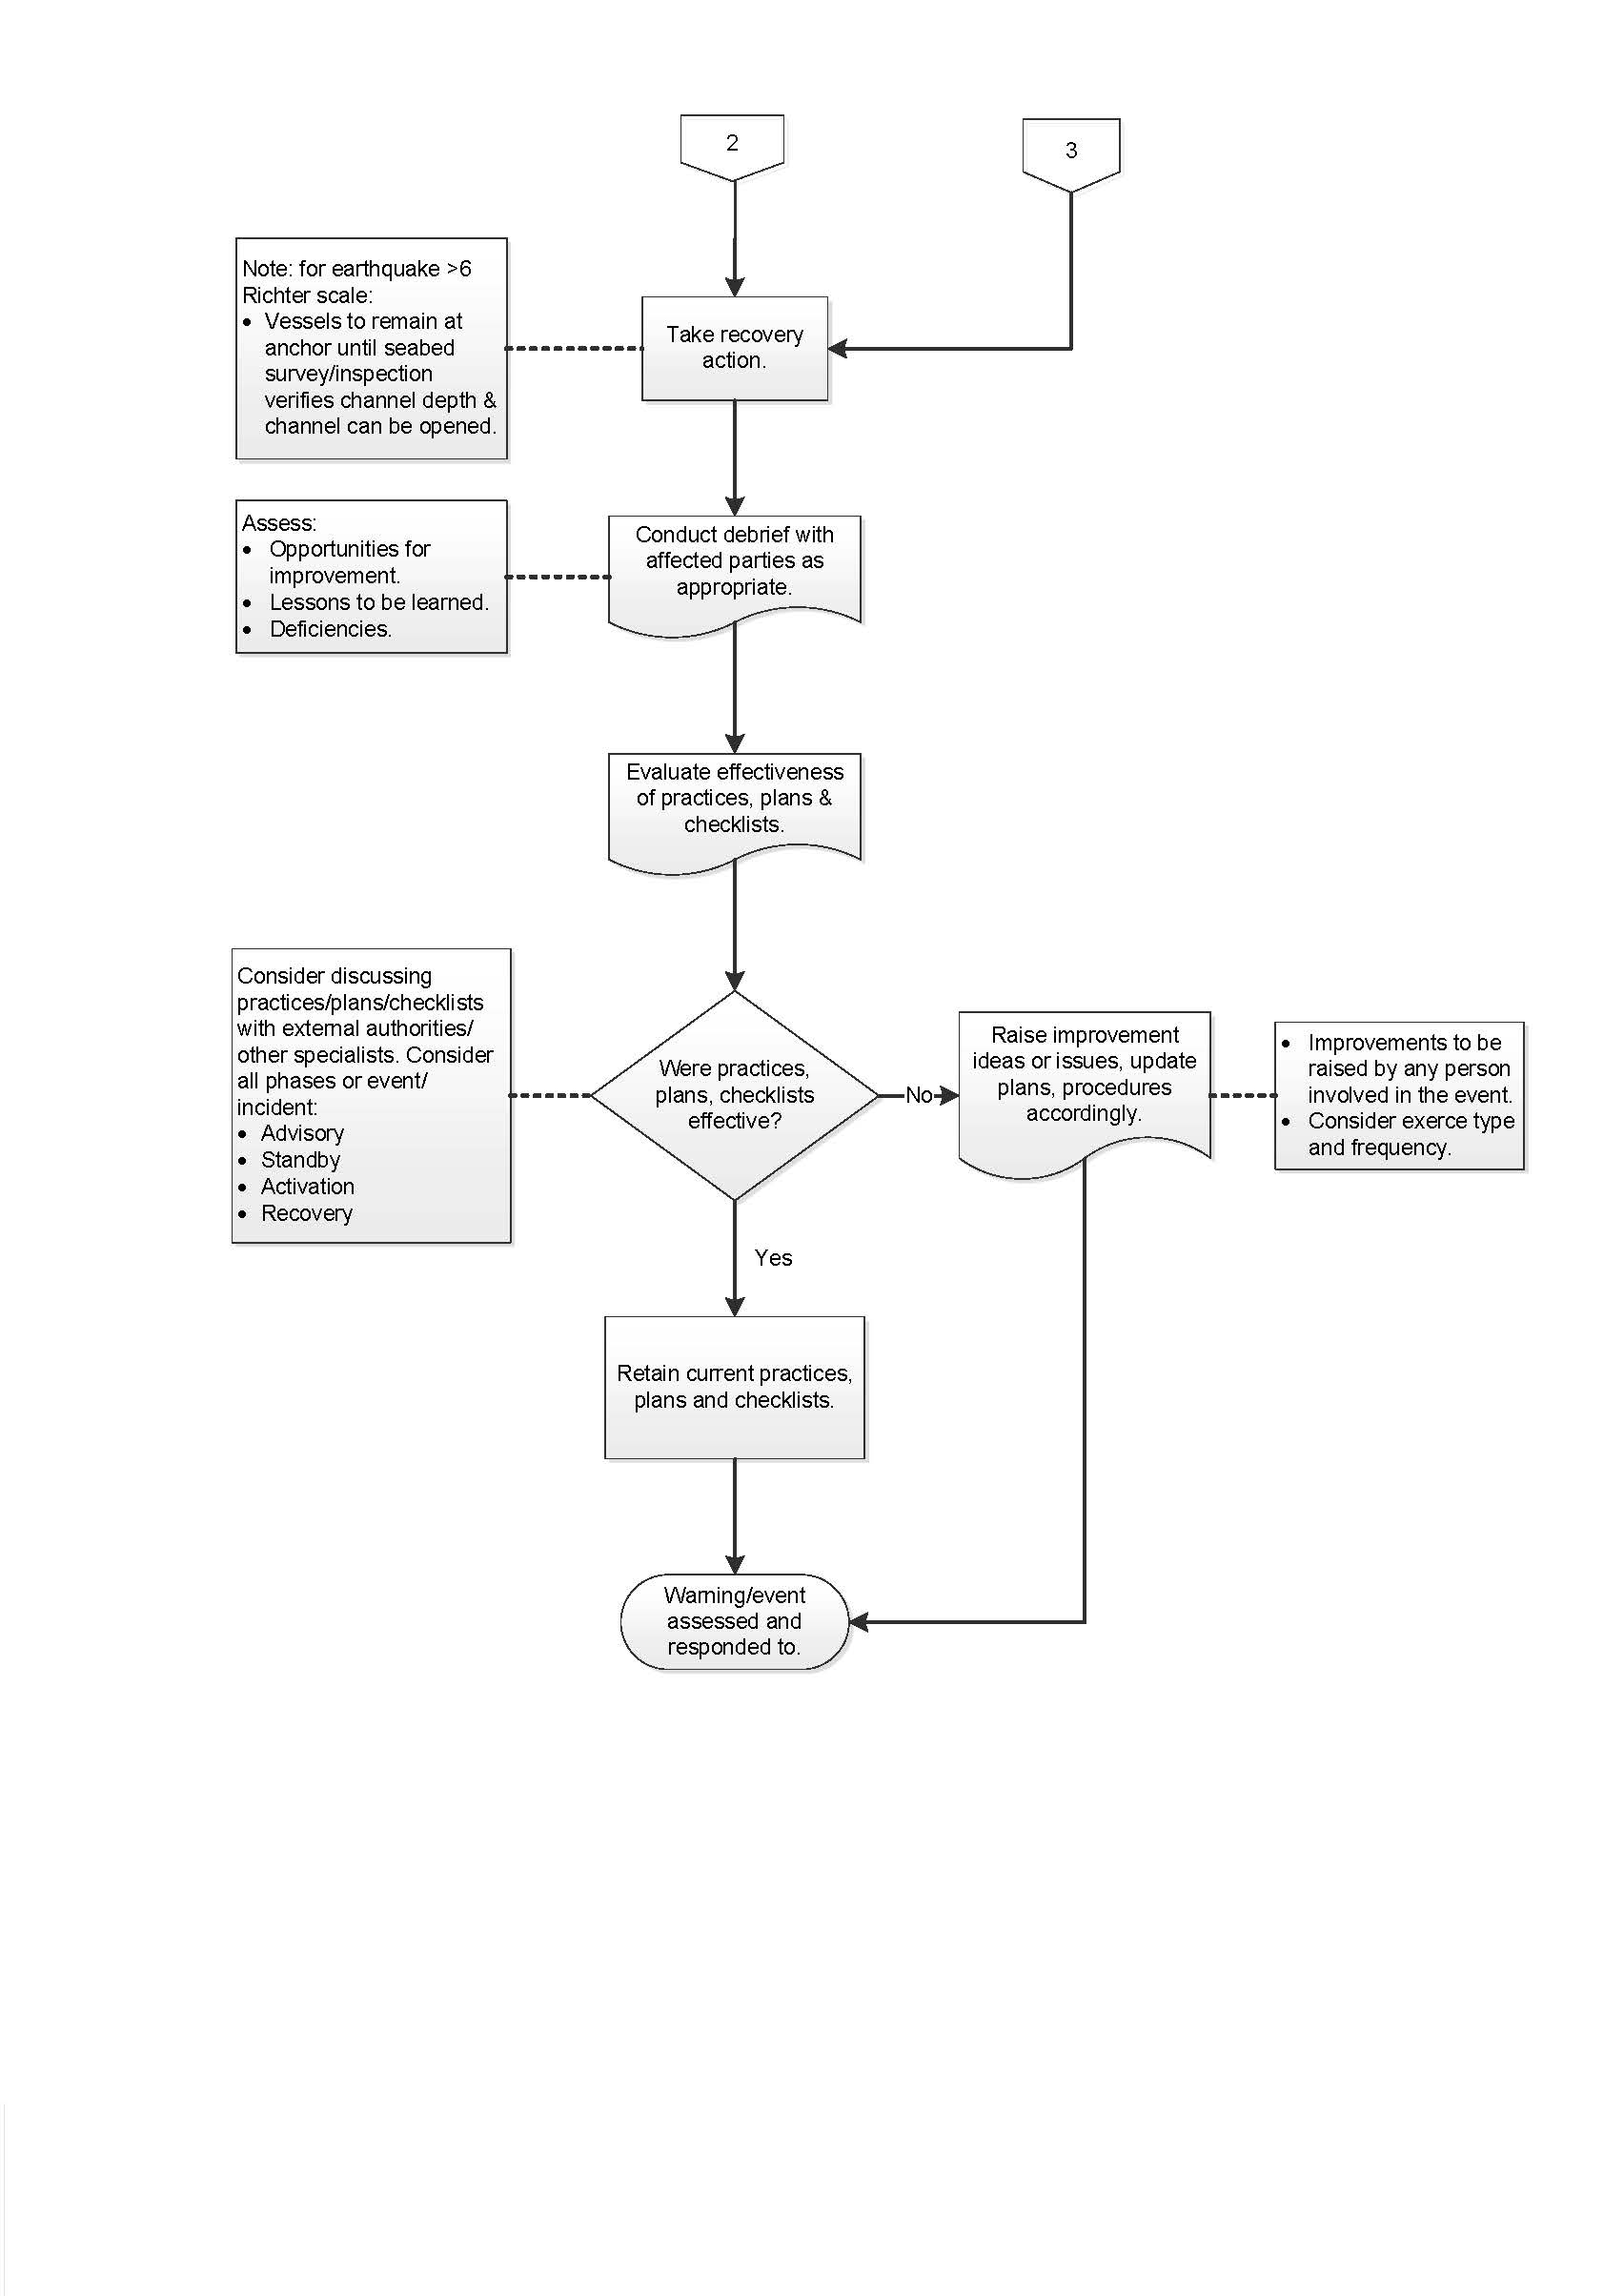 2
3
Note: for earthquake >6
Richter scale:
• Vessels to remain at
anchor until seabed
survey/inspection
verifies channel depth &
channel can be opened.
Take recovery
action.
Assess:
• Opportunities for
improvement.
• Lessons to be learned.
• Deficiencies.
Conduct debrief with
affected parties as
appropriate.
Evaluate effectiveness
of practices, plans &
checklists.
Consider discussing
practices/plans/checklists
with external authorities/
other specialists. Consider
all phases or event/
incident:
• Advisory
• Standby
• Activation
• Recovery
Were practices,
plans, checklists
effective?
No
Raise improvement
ideas or issues, update
plans, procedures
accordingly.
• Improvements to be
raised by any person
involved in the event.
• Consider exerce type
and frequency.
Yes
Retain current practices,
plans and checklists.
Warning/event
assessed and
responded to.